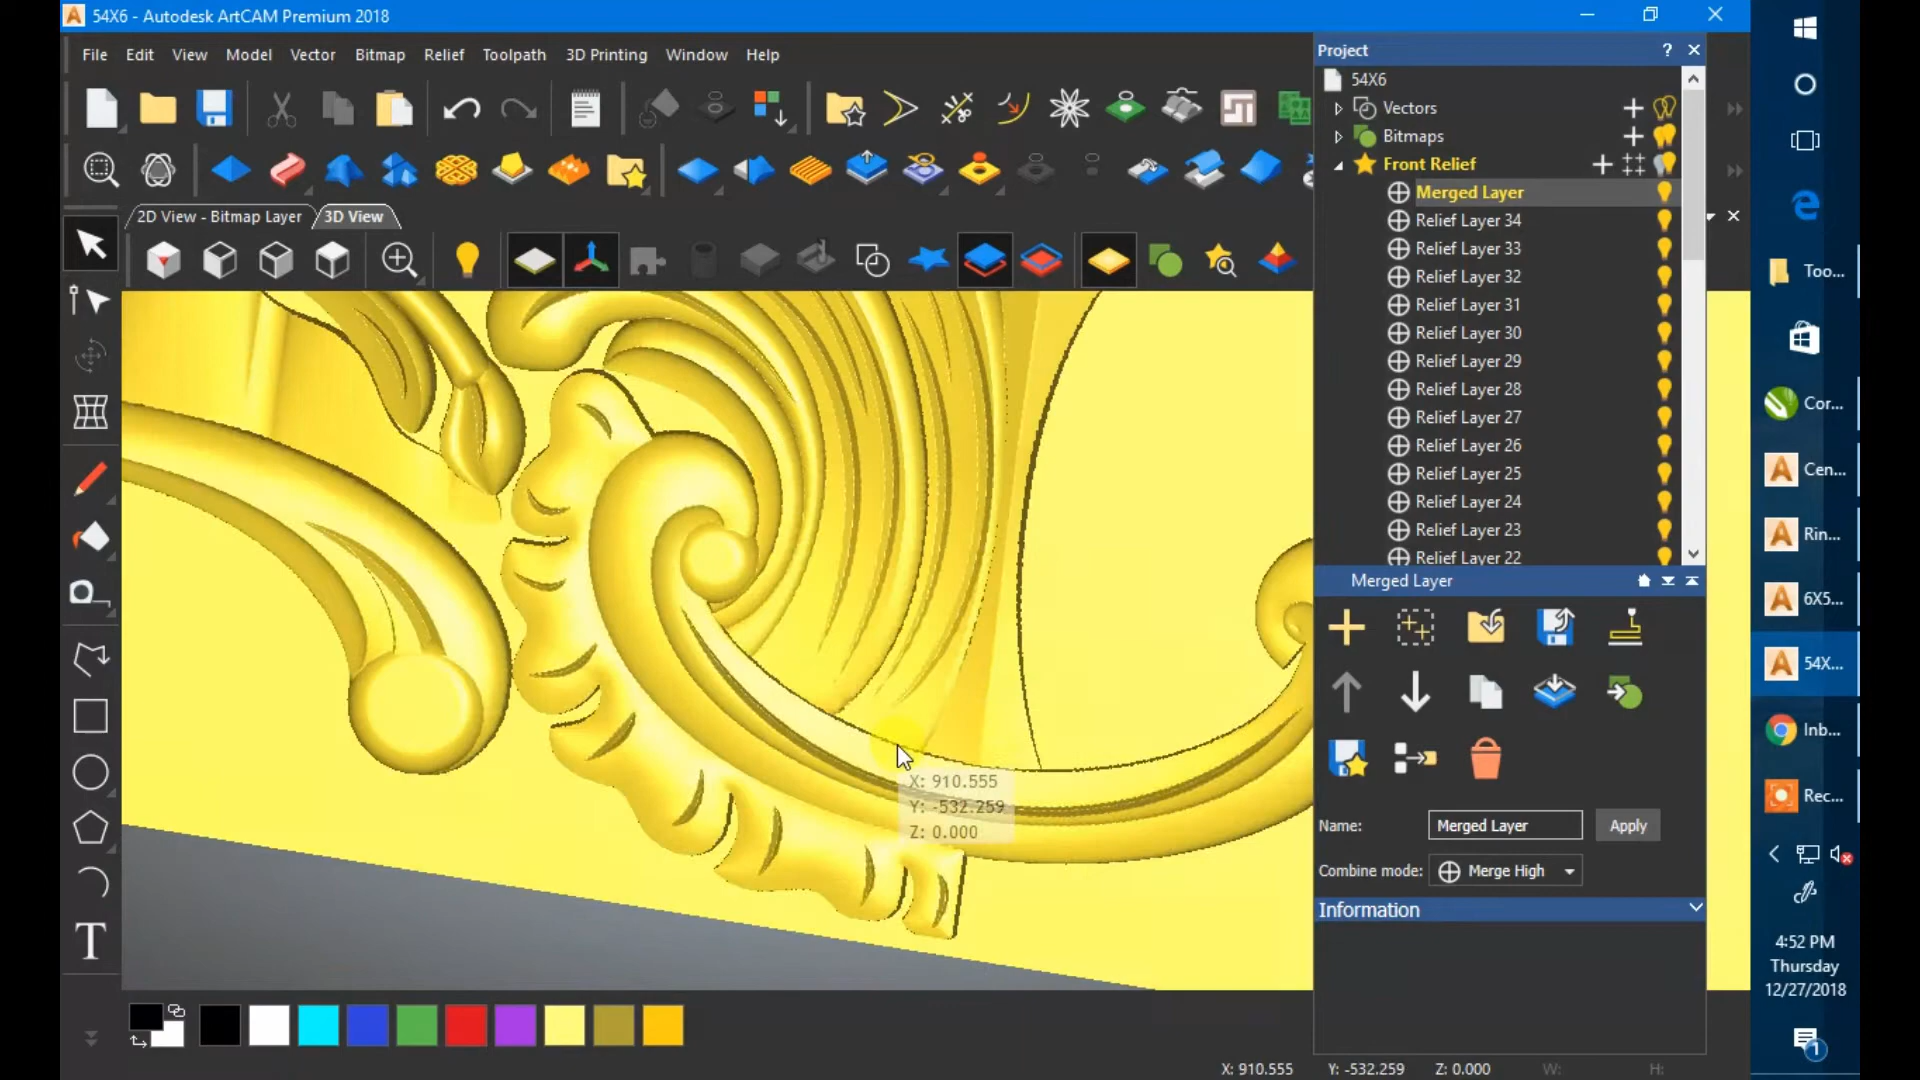 54X6 - Autodesk ArtCAM Premium 2018
File Edit View Model Vector Bitmap Relief Toolpath 3D Printing Window Help
2D View - Bitmap Layer
3D View
X: 910.555
Y: -532.259
Z: 0.000
Project
54X6
Vectors
Bitmaps
Front Relief
Merged Layer
Relief Layer 34
Relief Layer 33
Relief Layer 32
Relief Layer 31
Relief Layer 30
Relief Layer 29
Relief Layer 28
Relief Layer 27
Relief Layer 26
Relief Layer 25
Relief Layer 24
Relief Layer 23
Relief Layer 22
Merged Layer
Name: Merged Layer Apply
Combine mode: Merge High
Information
X: 910.555 Y: -532.259 Z: 0.000 W: H:
Too...
Cor...
Cen...
Rin...
6X5...
54X...
Inb...
Rec...
4:52 PM
Thursday
12/27/2018
1